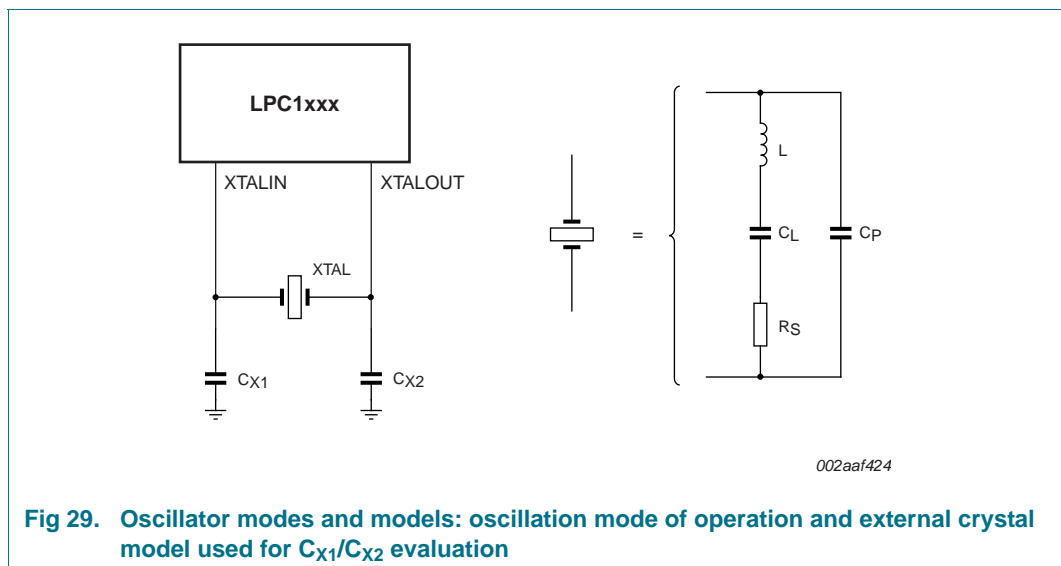 LPC1xxx
XTALIN
XTALOUT
XTAL
CX1
CX2
=
L
CL
CP
RS
002aaf424
Fig 29. Oscillator modes and models: oscillation mode of operation and external crystal
model used for CX1/CX2 evaluation